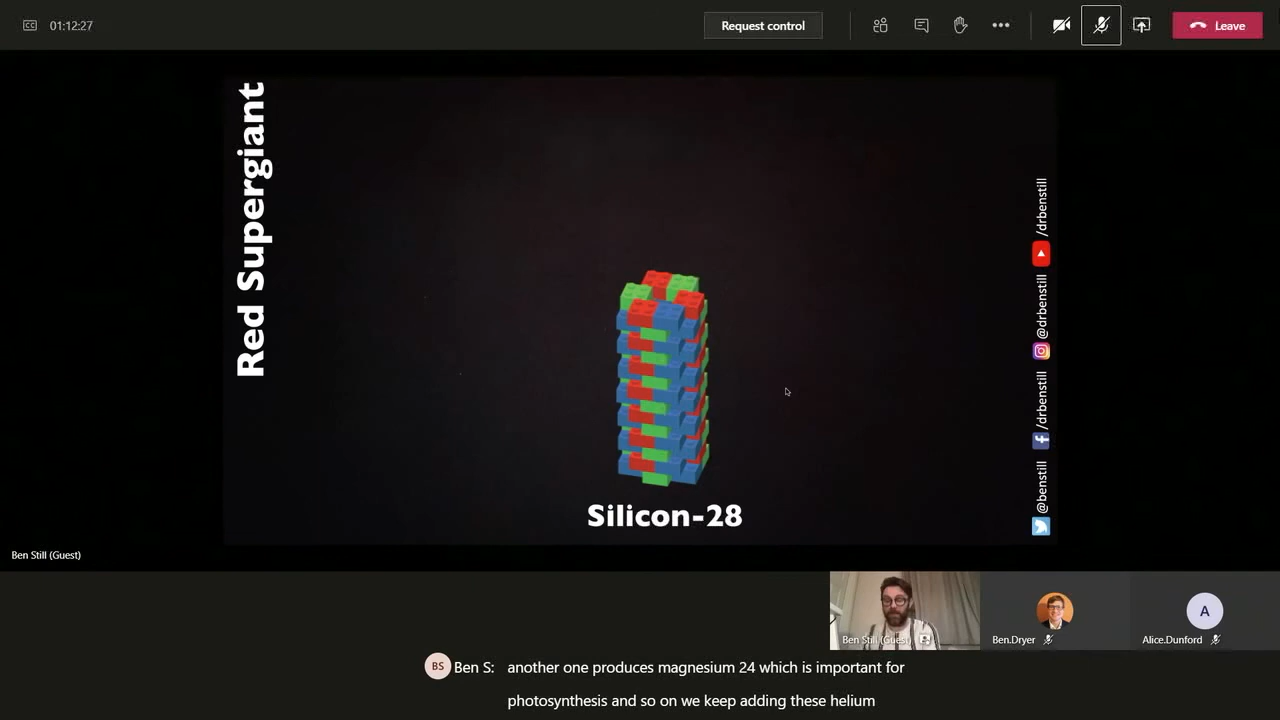 01:12:27
Request control
Leave
Red Supergiant
/drbenstill
@drbenstill
/drbenstill
@benstill
Silicon-28
Ben Still (Guest)
Ben Still (Guest)
Ben.Dryer
A
Alice.Dunford
BS Ben S: another one produces magnesium 24 which is important for
photosynthesis and so on we keep adding these helium